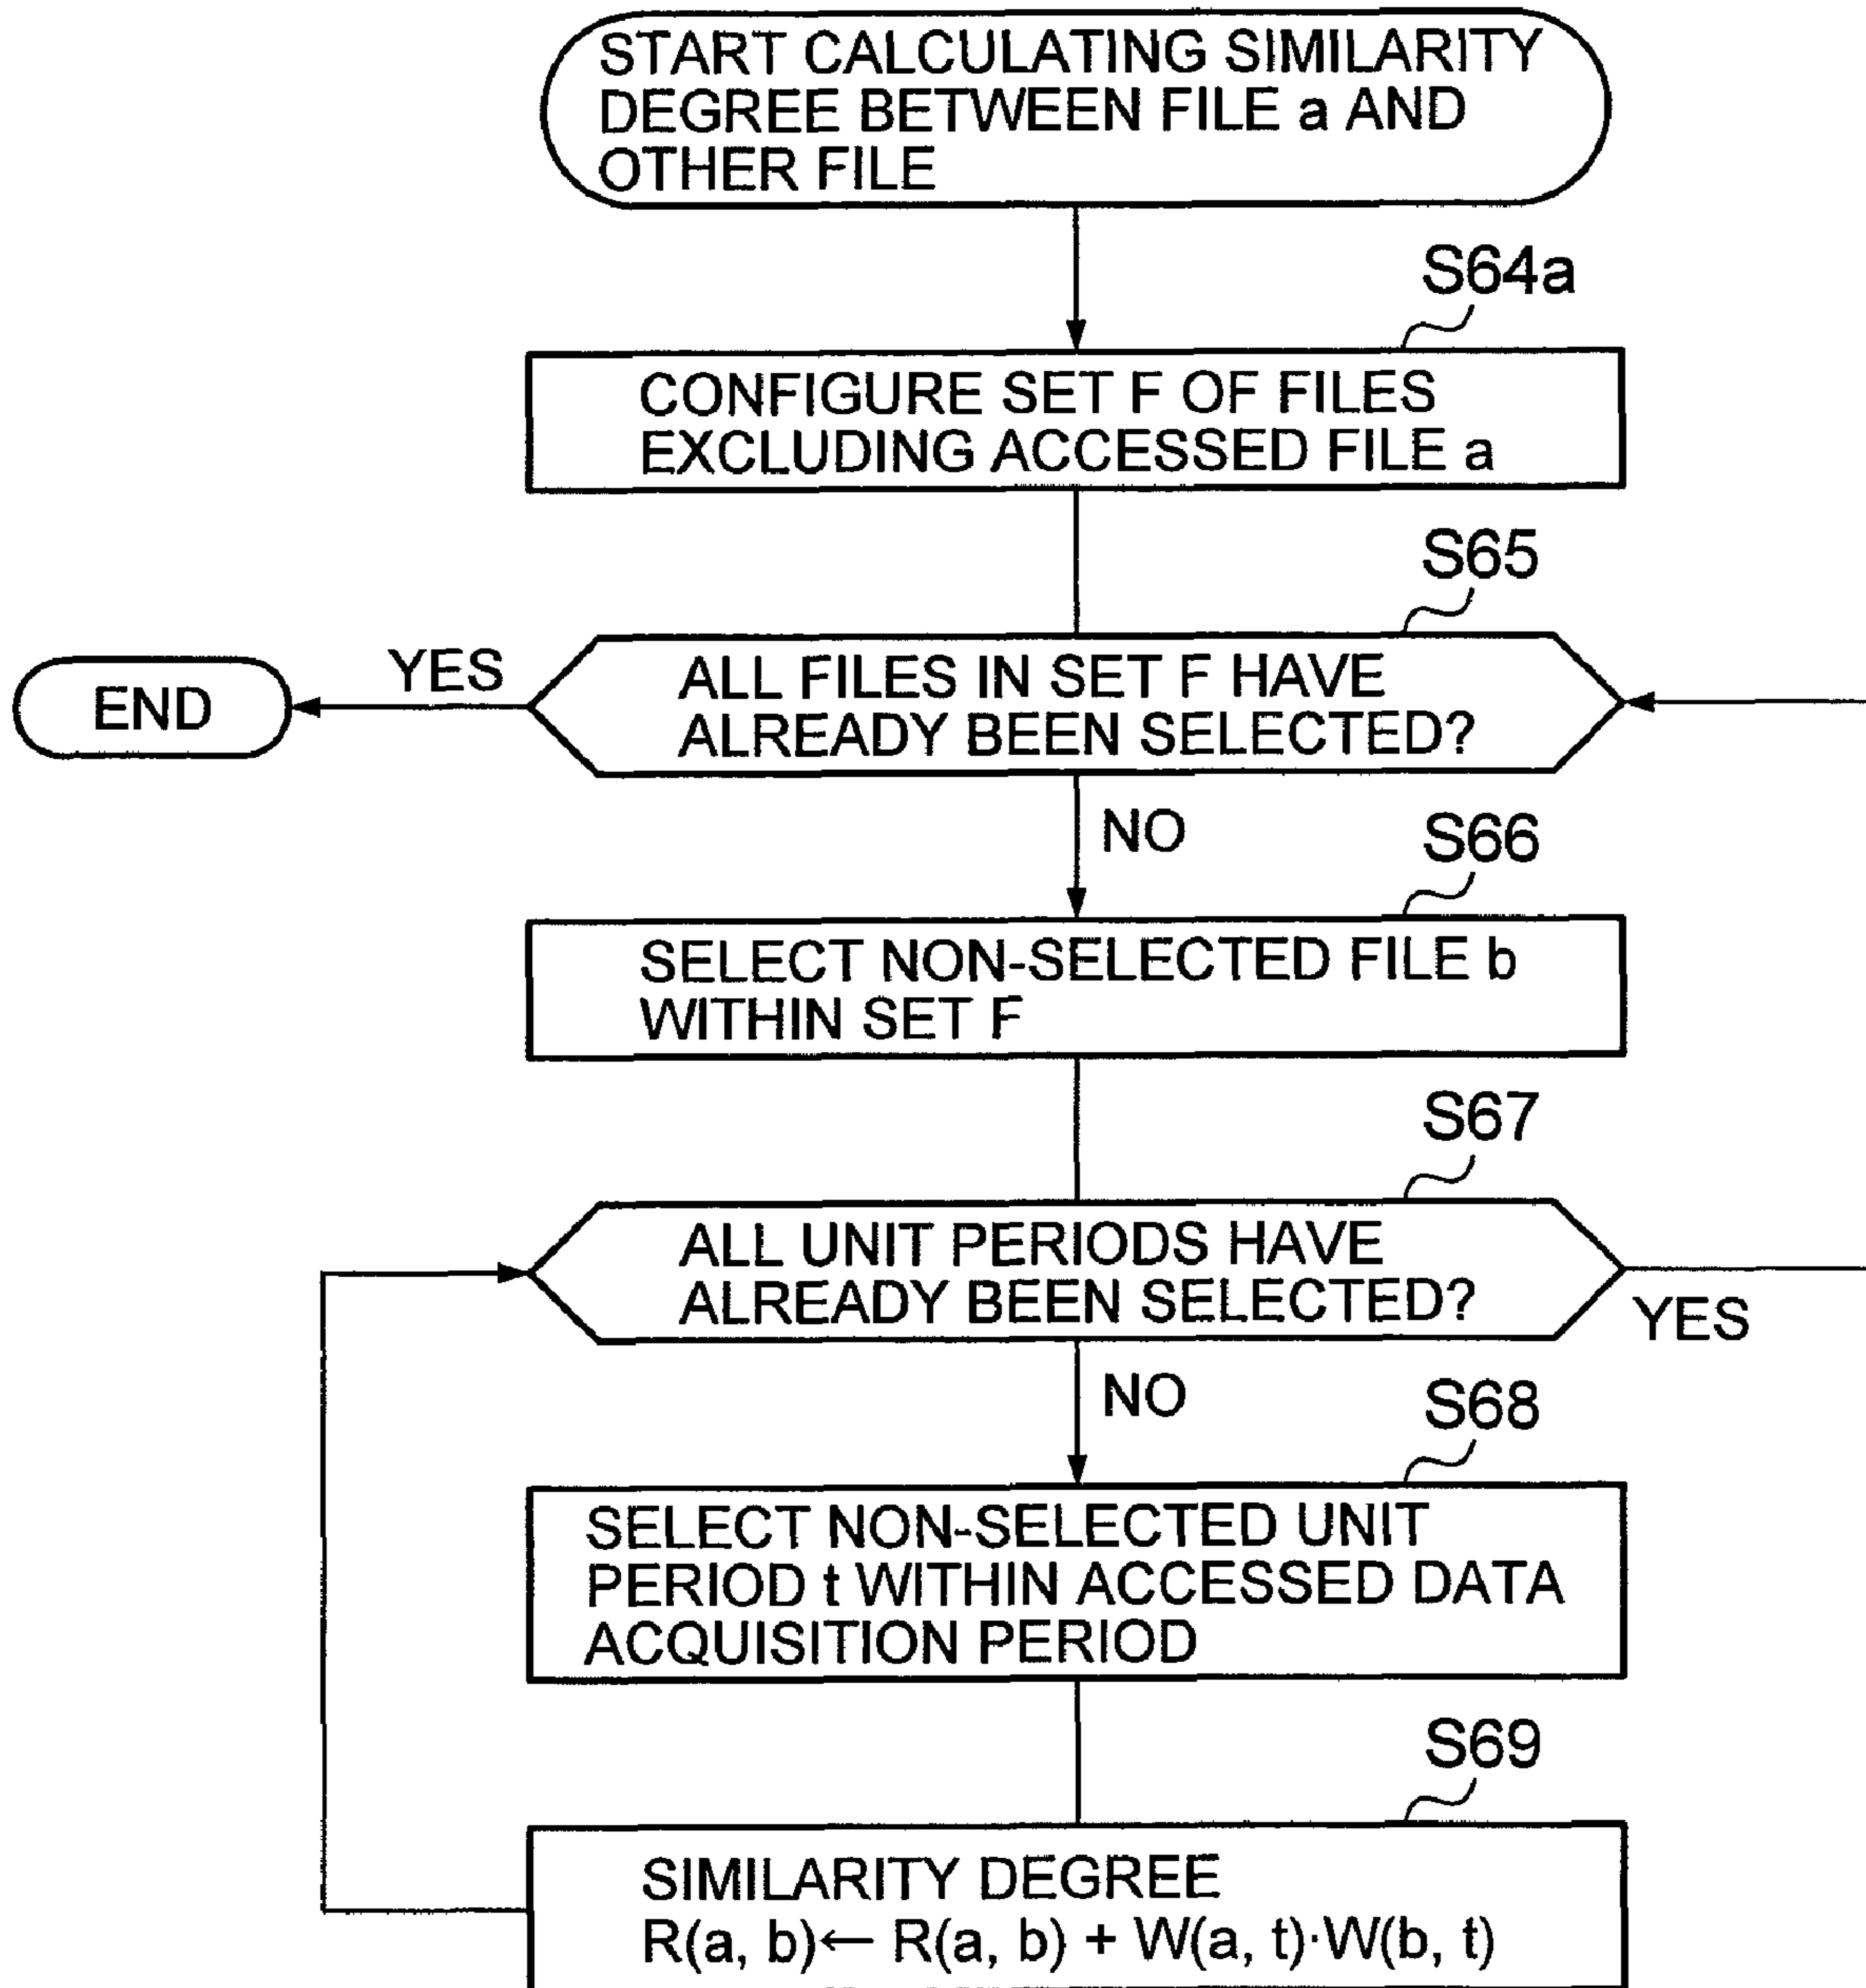 START CALCULATING SIMILARITY
DEGREE BETWEEN FILE a AND
OTHER FILE
S64a
CONFIGURE SET F OF FILES
EXCLUDING ACCESSED FILE a
S65
ALL FILES IN SET F HAVE
ALREADY BEEN SELECTED?
YES
END
NO
S66
SELECT NON-SELECTED FILE b
WITHIN SET F
S67
ALL UNIT PERIODS HAVE
ALREADY BEEN SELECTED?
YES
NO
S68
SELECT NON-SELECTED UNIT
PERIOD t WITHIN ACCESSED DATA
ACQUISITION PERIOD
S69
SIMILARITY DEGREE
R(a, b)← R(a, b) + W(a, t)·W(b, t)